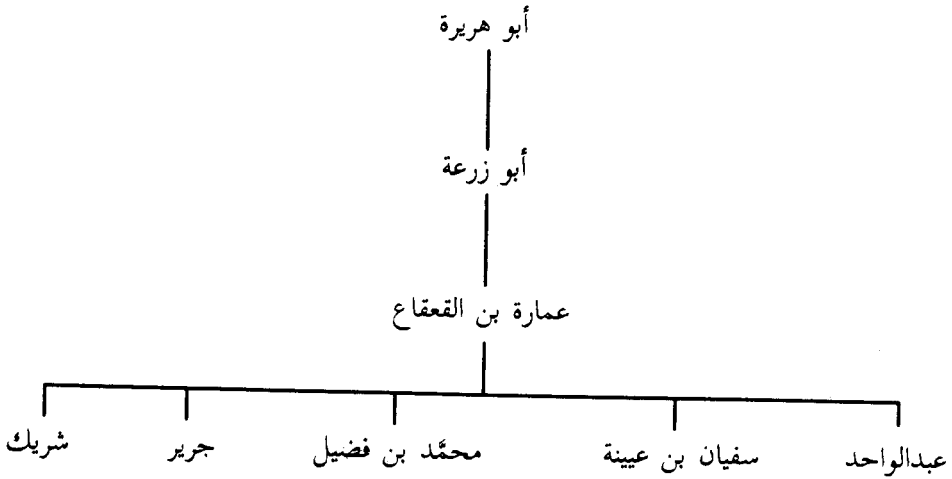 أبو هريرة
أبو زرعة
عمارة بن القعقاع
عبدالواحد
سفيان بن عيينة
محمَّد بن فضيل
جرير
شريك